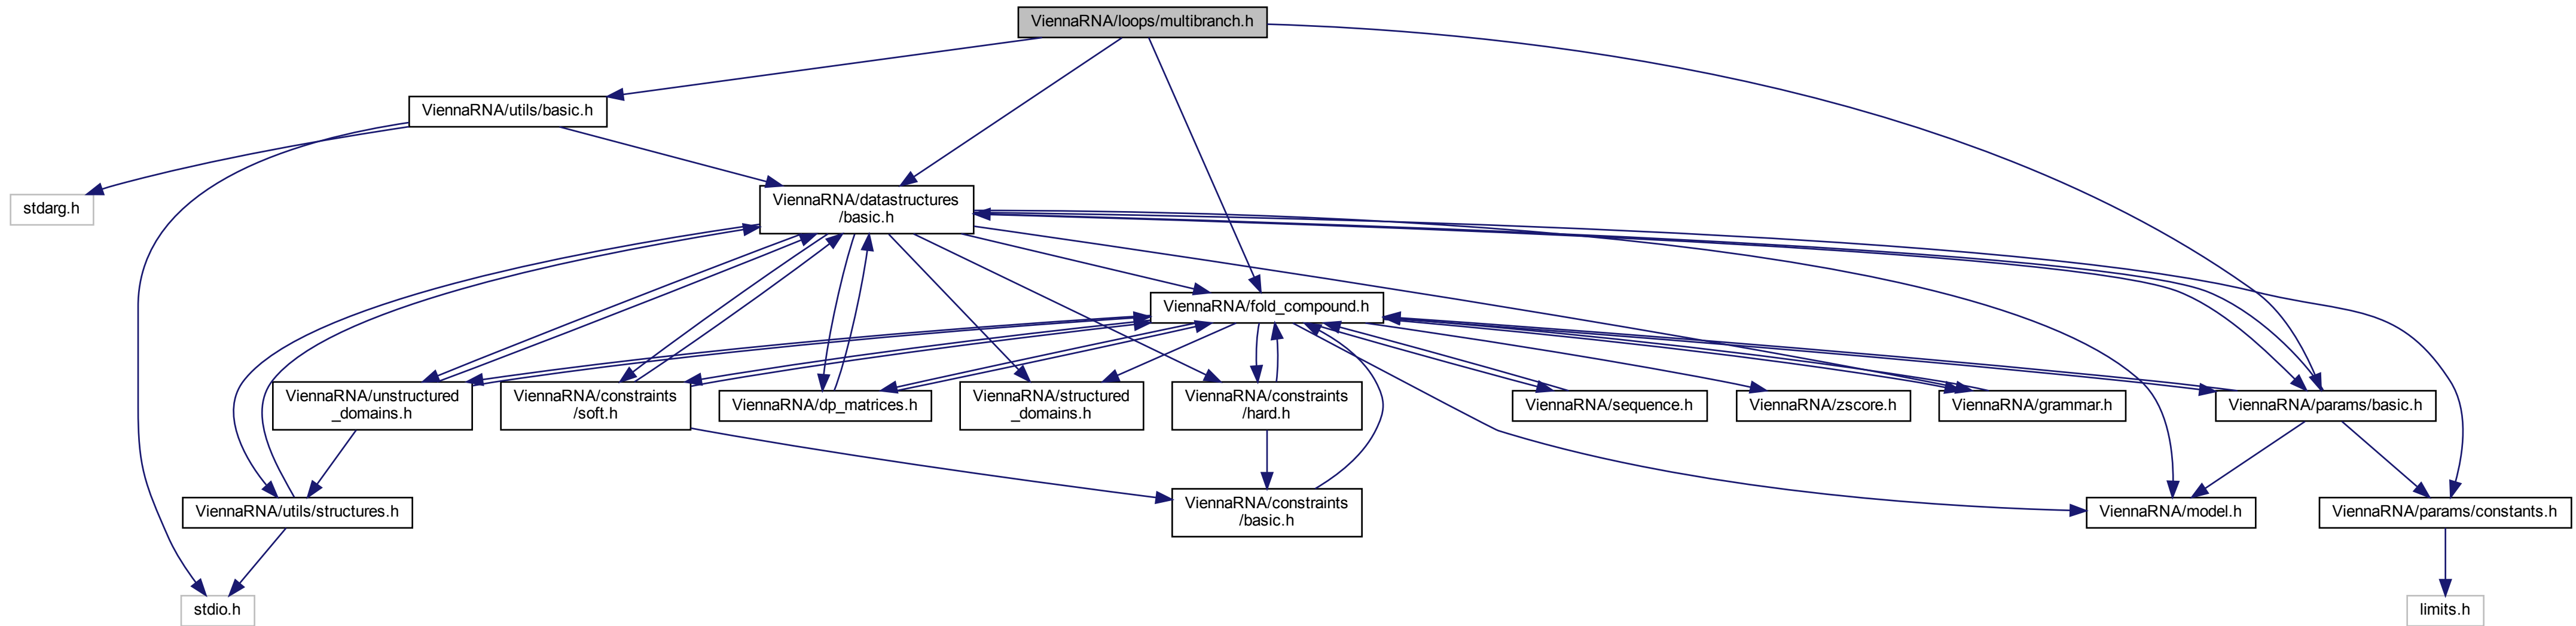 ViennaRNA/loops/multibranch.h
ViennaRNA/utils/basic.h
stdarg.h
ViennaRNA/datastructures
/basic.h
ViennaRNA/fold_compound.h
ViennaRNA/unstructured
_domains.h
ViennaRNA/constraints
/soft.h
ViennaRNA/dp_matrices.h
ViennaRNA/structured
_domains.h
ViennaRNA/constraints
/hard.h
ViennaRNA/sequence.h
ViennaRNA/zscore.h
ViennaRNA/grammar.h
ViennaRNA/params/basic.h
ViennaRNA/utils/structures.h
ViennaRNA/constraints
/basic.h
ViennaRNA/model.h
ViennaRNA/params/constants.h
stdio.h
limits.h